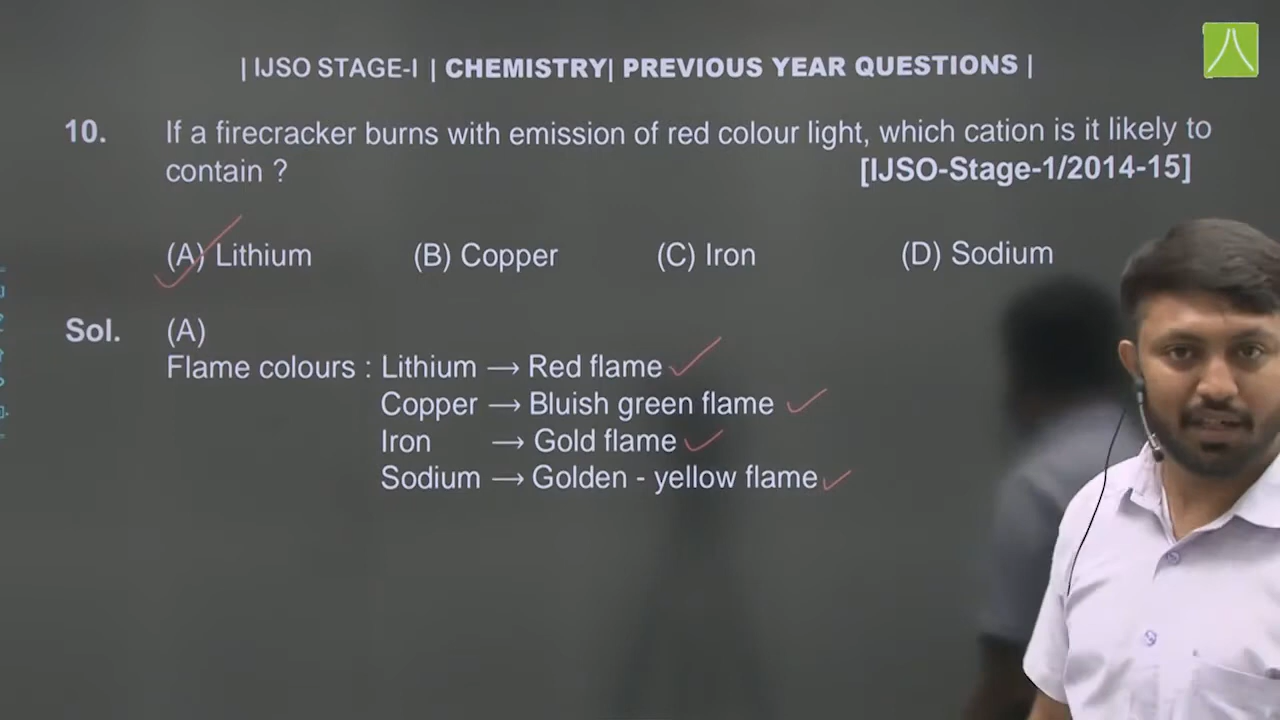 | IJSO STAGE-I | CHEMISTRY| PREVIOUS YEAR QUESTIONS |
10. If a firecracker burns with emission of red colour light, which cation is it likely to
contain ? [IJSO-Stage-1/2014-15]
(A) Lithium (B) Copper (C) Iron (D) Sodium
Sol. (A)
Flame colours : Lithium → Red flame
Copper → Bluish green flame
Iron → Gold flame
Sodium → Golden - yellow flame